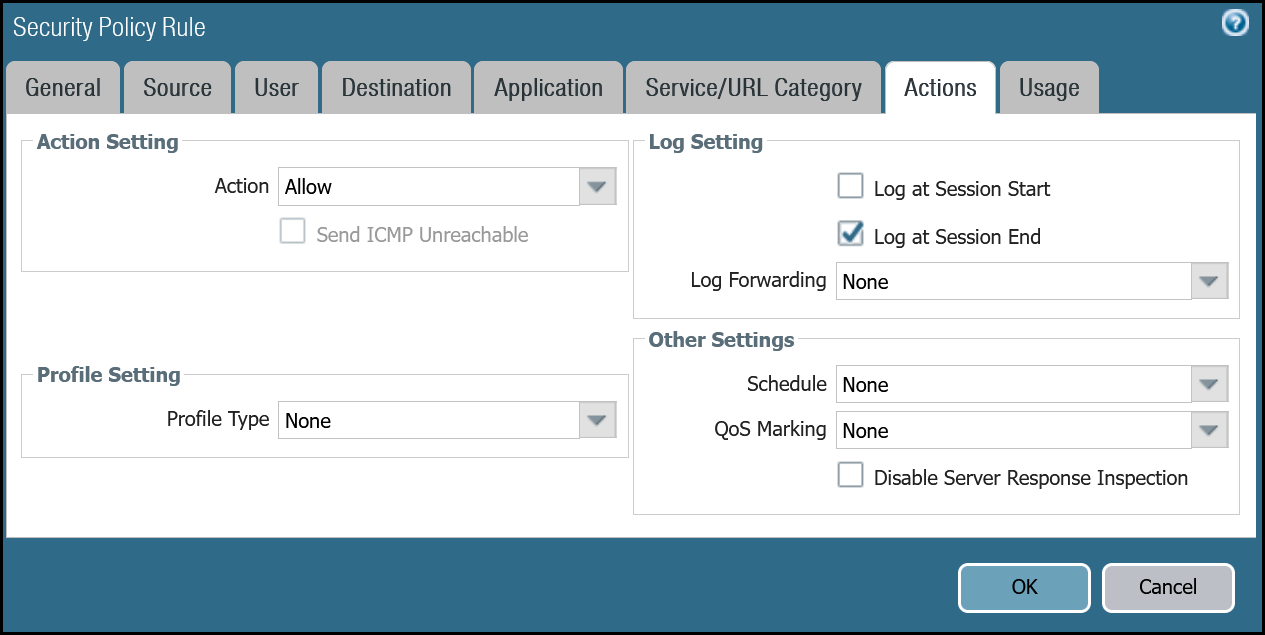 Security Policy Rule
?
General Source User Destination Application Service/URL Category Actions Usage
Action Setting
Action Allow
Send ICMP Unreachable
Profile Setting
Profile Type None
Log Setting
Log at Session Start
Log at Session End
Log Forwarding None
Other Settings
Schedule None
QoS Marking None
Disable Server Response Inspection
OK Cancel